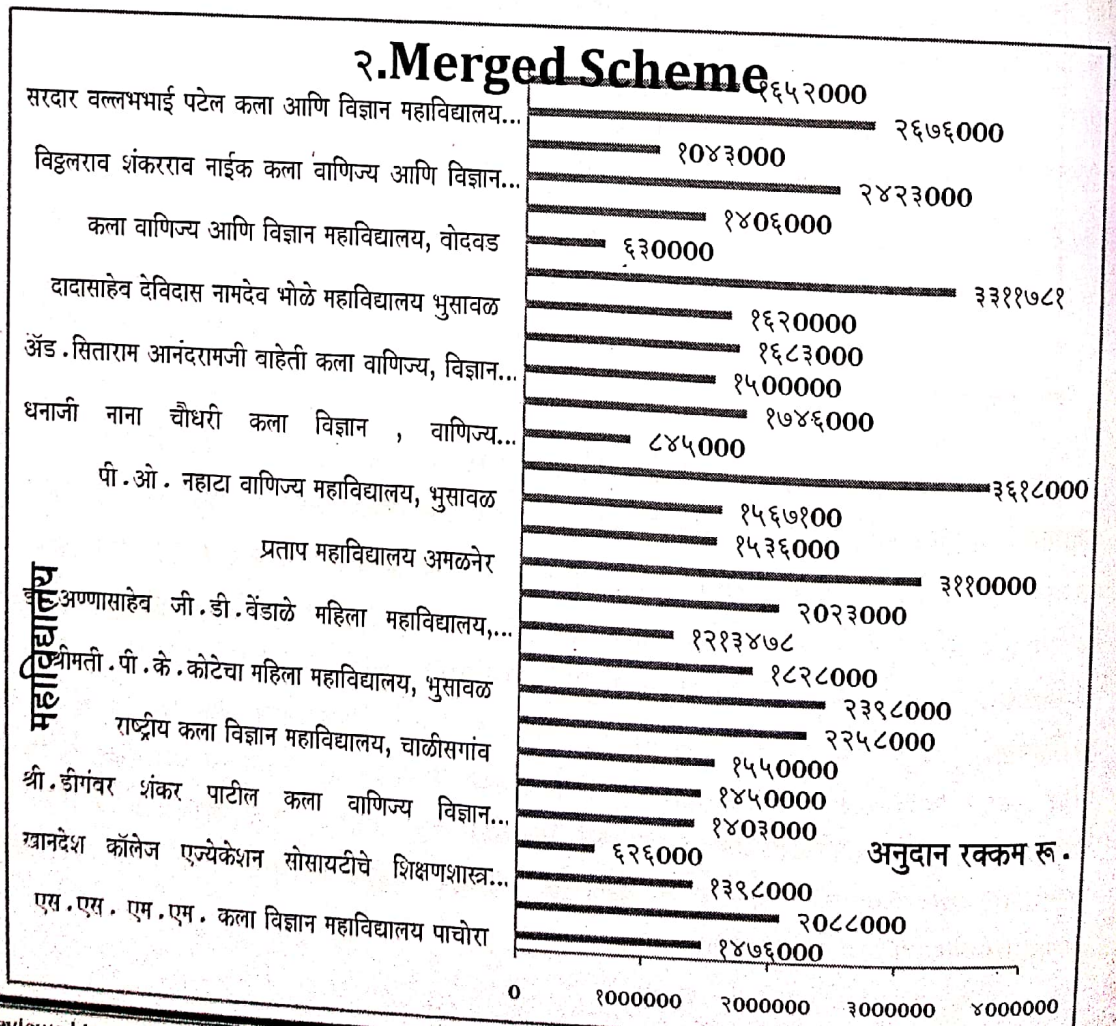 २.Merged Scheme
१६५२000
सरदार वल्लभभाई पटेल कला आणि विज्ञान महाविद्यालय...
२६७६000
१0४३000
विठ्ठलराव शंकरराव नाईक कला वाणिज्य आणि विज्ञान...
२४२३000
१४0६000
कला वाणिज्य आणि विज्ञान महाविद्यालय, वोदवड
६३0000
३३११७८१
दादासाहेव देविदास नामदेव भोळे महाविद्यालय भुसावळ
१६२0000
१६८३000
ॲड.सिताराम आनंदरामजी वाहेती कला वाणिज्य, विज्ञान...
१५00000
१७४६000
धनाजी नाना चौधरी कला विज्ञान , वाणिज्य...
८४५000
३६१८000
पी.ओ. नहाटा वाणिज्य महाविद्यालय, भुसावळ
१५६७१00
१५३६000
प्रताप महाविद्यालय अमळनेर
३११0000
२0२३000
अण्णासाहेव जी.डी.वेंडाळे महिला महाविद्यालय,...
१२१३४७८
१८२८000
श्रीमती.पी.के.कोटेचा महिला महाविद्यालय, भुसावळ
२३९८000
२२५८000
राष्ट्रीय कला विज्ञान महाविद्यालय, चाळीसगांव
१५५0000
१४५0000
श्री.डीगंवर शंकर पाटील कला वाणिज्य विज्ञान...
१४0३000
६२६000
खानदेश कॉलेज एज्येकेशन सोसायटीचे शिक्षणशास्त्र...
१३९८000
२0८८000
एस.एस. एम.एम. कला विज्ञान महाविद्यालय पाचोरा
१४७६000
महाविद्यालय
अनुदान रक्कम रू.
0 १000000 २000000 ३000000 ४000000